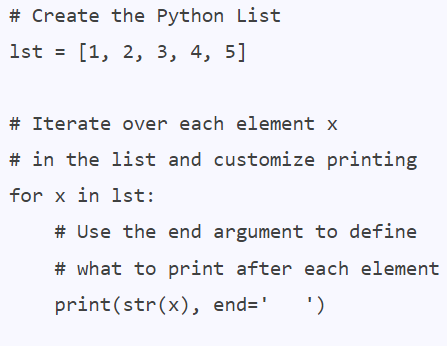 # Create the Python List
lst = [1, 2, 3, 4, 5]
# Iterate over each element x
# in the list and customize printing
for x in lst:
    # Use the end argument to define
    # what to print after each element
    print(str(x), end='   ')